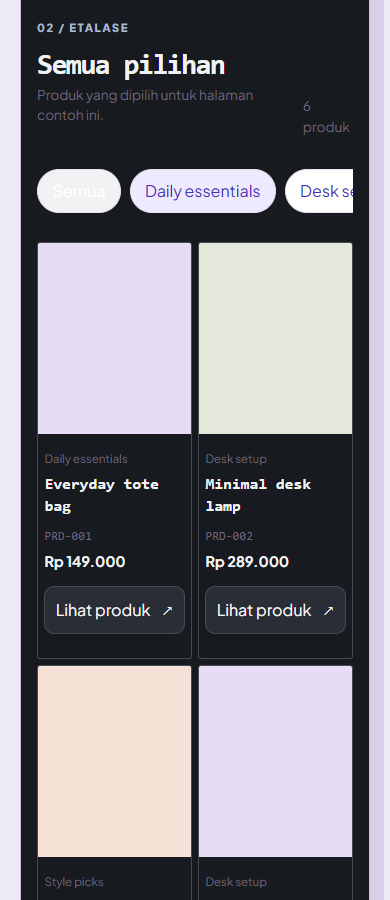 02 / ETALASE
Semua pilihan
Produk yang dipilih untuk halaman
contoh ini.
6
produk
Semua
Daily essentials
Desk se
Daily essentials
Everyday tote
bag
PRD-001
Rp 149.000
Lihat produk ↗
Desk setup
Minimal desk
lamp
PRD-002
Rp 289.000
Lihat produk ↗
Style picks
Desk setup